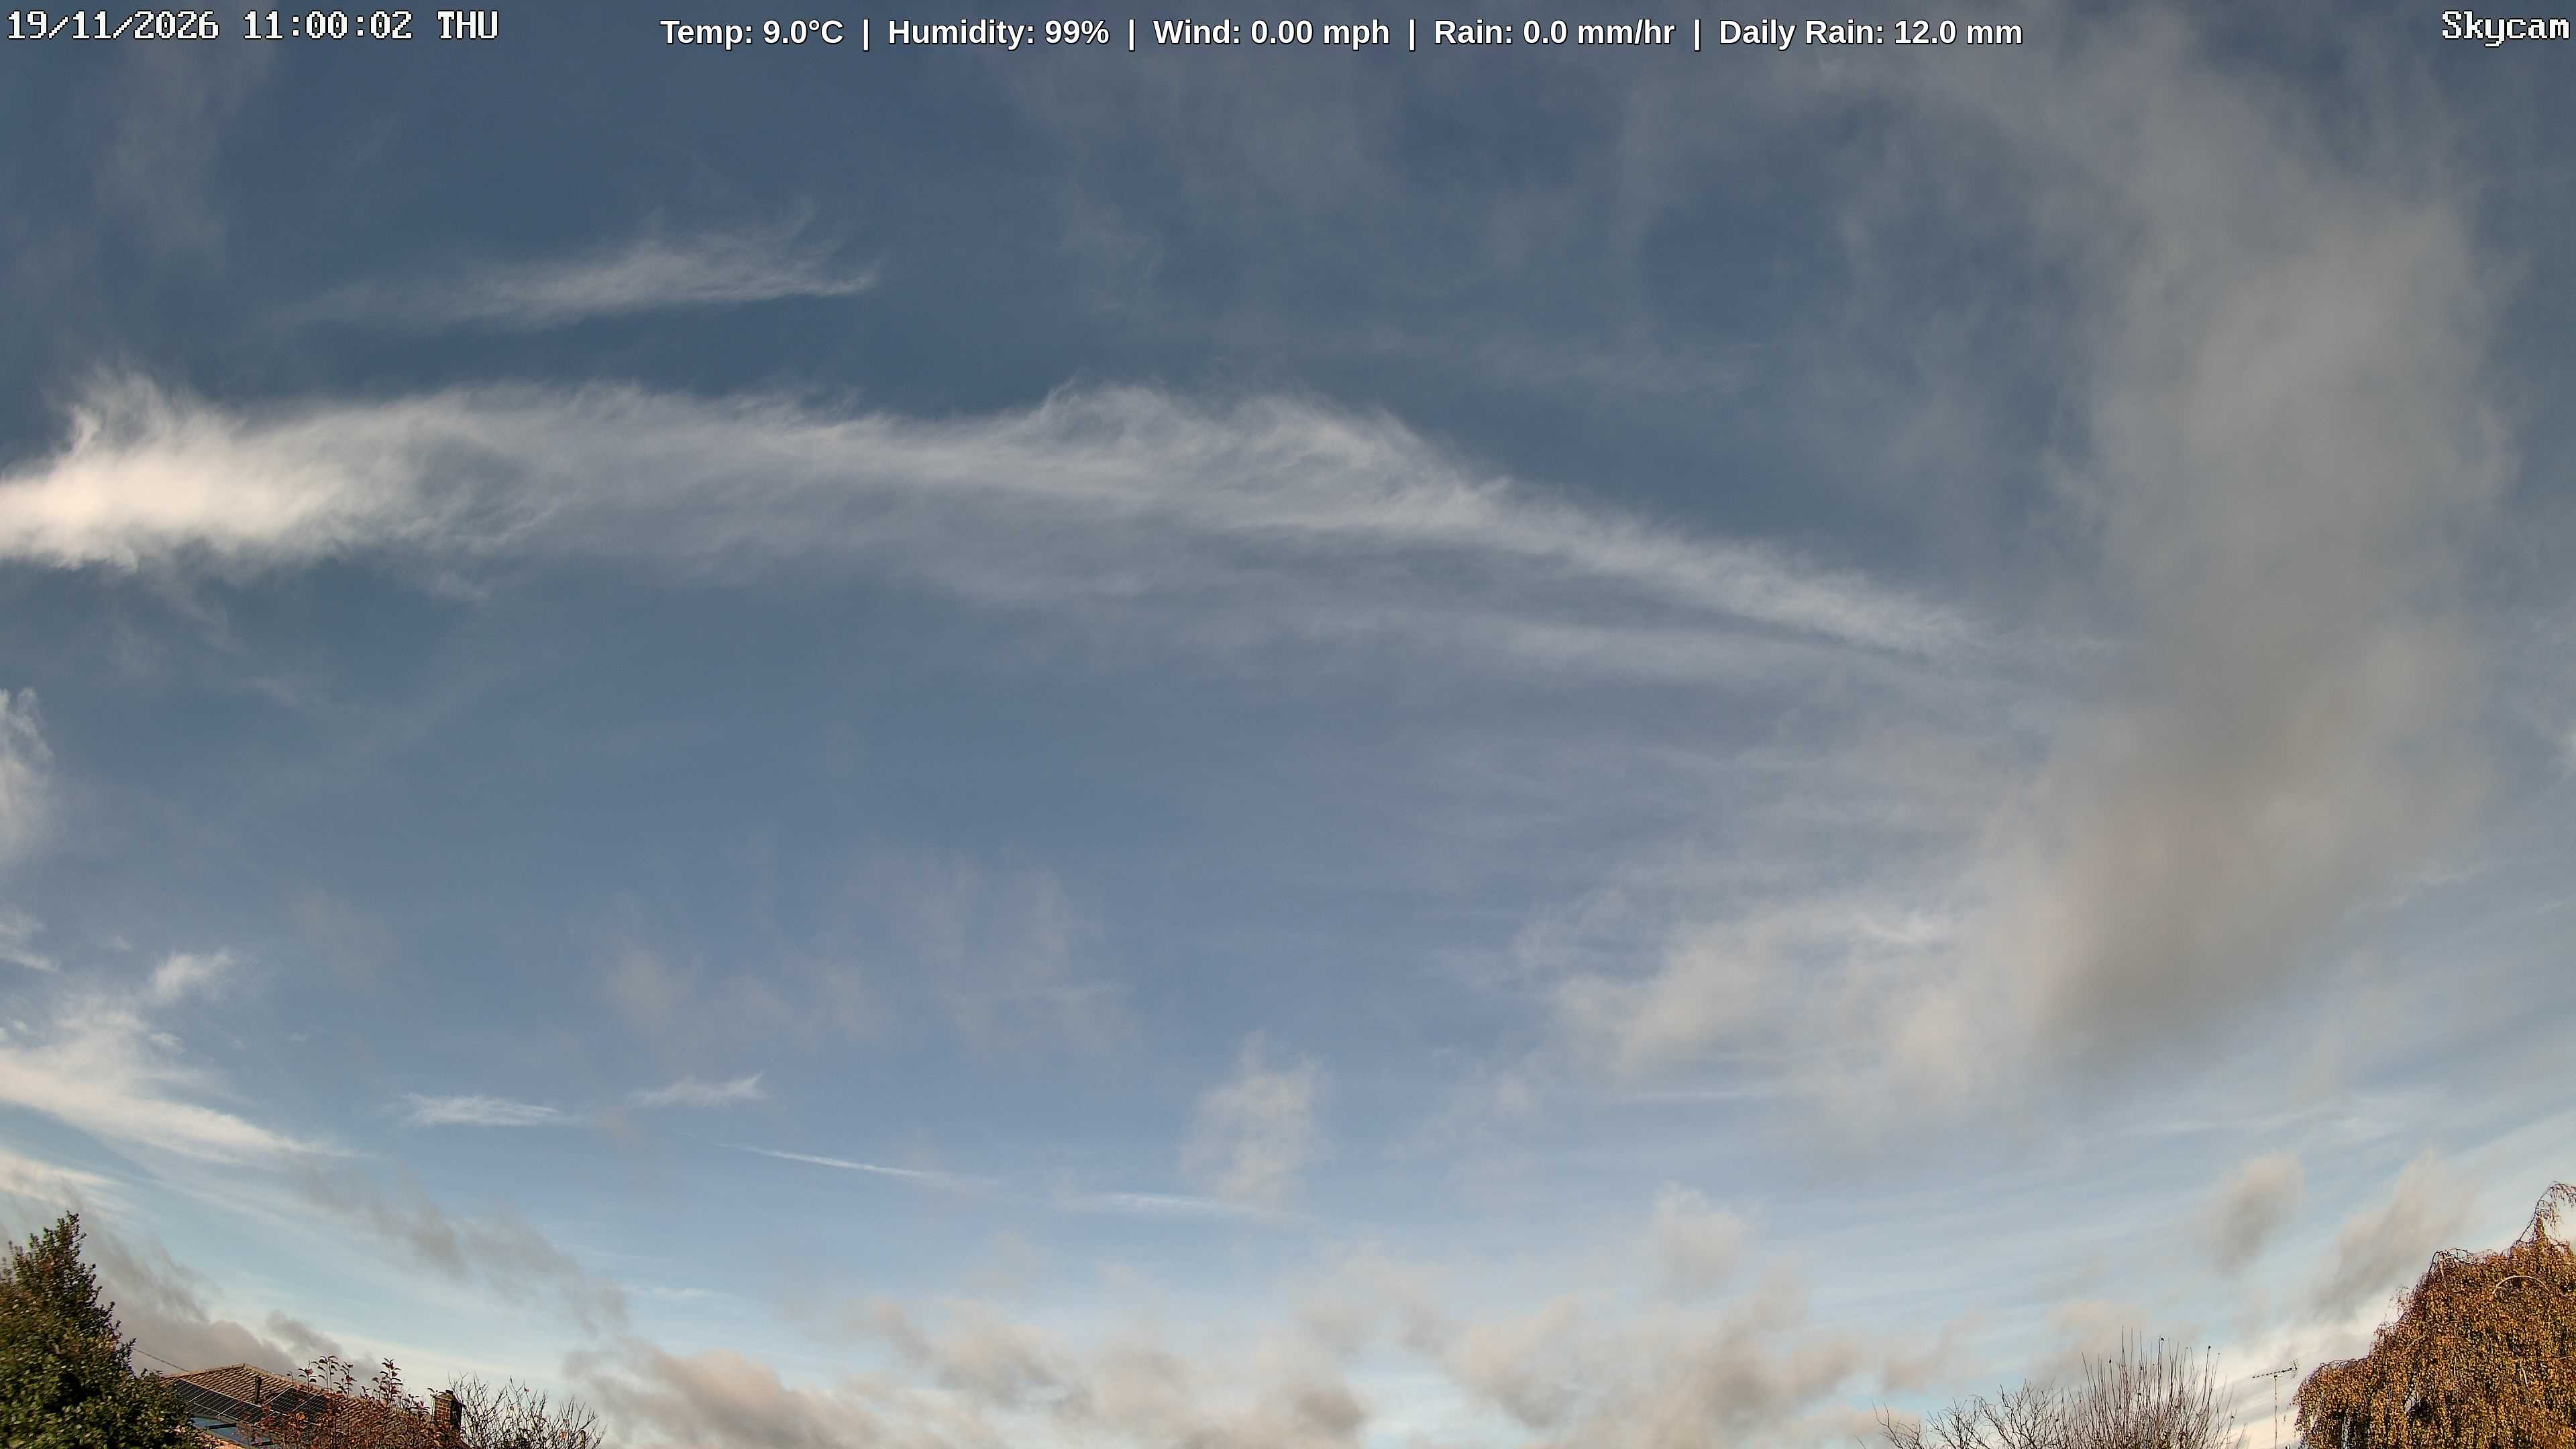 19/11/2026 11:00:02 THU
Temp: 9.0°C | Humidity: 99% | Wind: 0.00 mph | Rain: 0.0 mm/hr | Daily Rain: 12.0 mm
Skycam